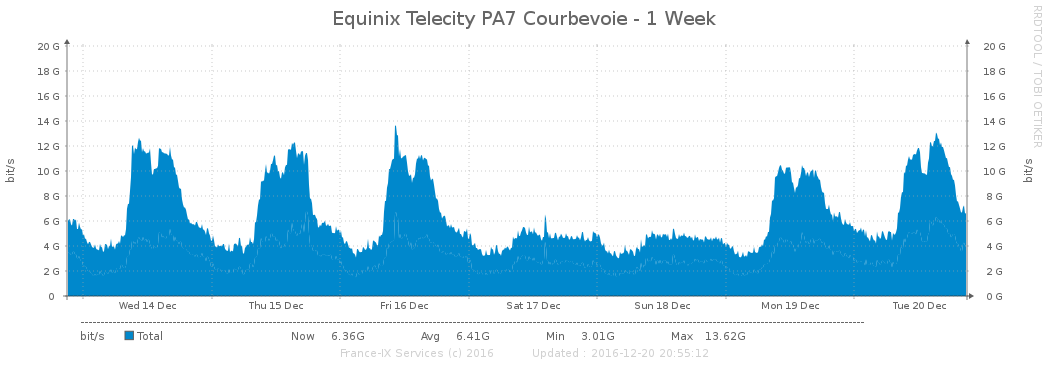 Equinix Telecity PA7 Courbevoie - 1 Week
RRDTOOL / TOBI OETIKER
bit/s
20 G 20 G
18 G 18 G
16 G 16 G
14 G 14 G
12 G 12 G
10 G 10 G
8 G 8 G
6 G 6 G
4 G 4 G
2 G 2 G
0 0 G
bit/s
Wed 14 Dec Thu 15 Dec Fri 16 Dec Sat 17 Dec Sun 18 Dec Mon 19 Dec Tue 20 Dec
bit/s Total Now 6.36G Avg 6.41G Min 3.01G Max 13.62G
France-IX Services (c) 2016 Updated : 2016-12-20 20:55:12